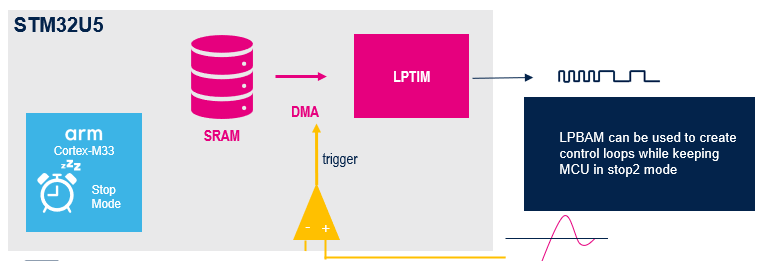 STM32U5
SRAM
DMA
LPTIM
arm
Cortex-M33
zzZ
Stop
Mode
trigger
- +
LPBAM can be used to create
control loops while keeping
MCU in stop2 mode